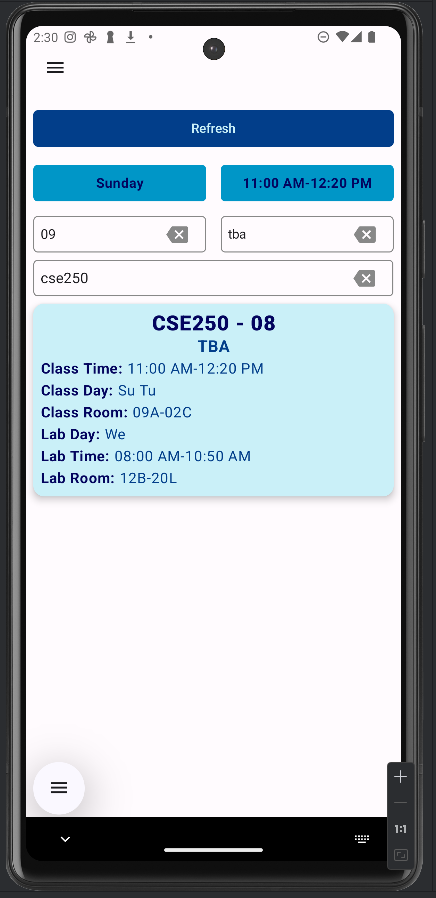 2:30
Refresh
Sunday 11:00 AM-12:20 PM
09 tba
cse250
CSE250 - 08
TBA
Class Time: 11:00 AM-12:20 PM
Class Day: Su Tu
Class Room: 09A-02C
Lab Day: We
Lab Time: 08:00 AM-10:50 AM
Lab Room: 12B-20L
1:1